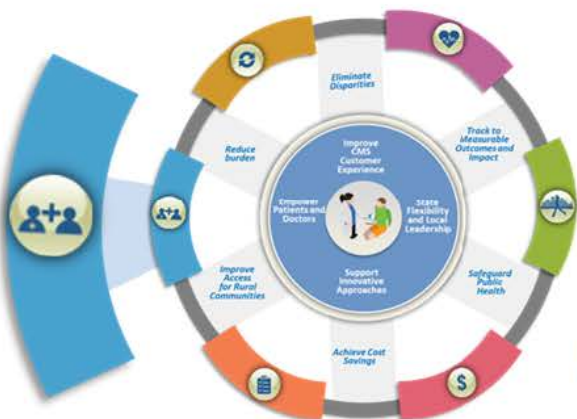 Eliminate
Disparities
Track to
Measurable
Outcomes and
Impact
Safeguard
Public
Health
Achieve Cost
Savings
Improve
Access
for Rural
Communities
Reduce
burden
Improve
CMS
Customer
Experience
State
Flexibility
and Local
Leadership
Support
Innovative
Approaches
Empower
Patients and
Doctors
$